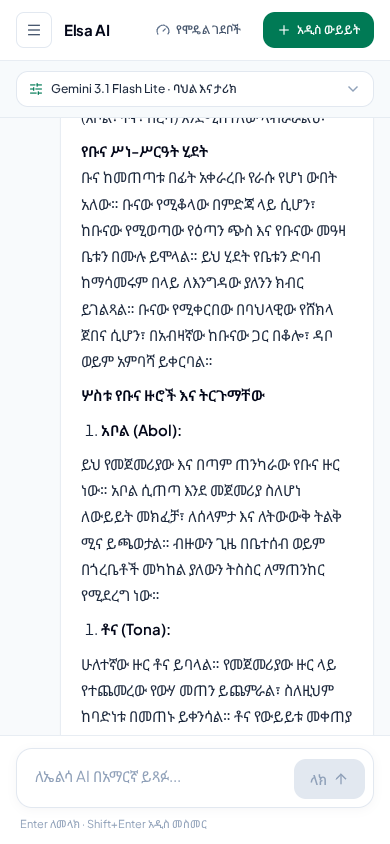 Elsa AI
የሞዴል ገደቦች
አዲስ ውይይት
Gemini 3.1 Flash Lite · ባህል እና ታሪክ
የቡና ሥነ-ሥርዓት ሂደት
ቡና ከመጠጣቱ በፊት አቀራረቡ የራሱ የሆነ ውበት
አለው። ቡናው የሚቆላው በምድጃ ላይ ሲሆን፣
ከቡናው የሚወጣው የዕጣን ጭስ እና የቡናው መዓዛ
ቤቱን በሙሉ ይሞላል። ይህ ሂደት የቤቱን ድባብ
ከማሳመሩም በላይ ለእንግዳው ያለንን ክብር
ይገልጻል። ቡናው የሚቀርበው በባህላዊው የሸክላ
ጀበና ሲሆን፣ በአብዛኛው ከቡናው ጋር በቆሎ፣ ዳቦ
ወይም አምባሻ ይቀርባል።
ሦስቱ የቡና ዙሮች እና ትርጉማቸው
1. አቦል (Abol):
ይህ የመጀመሪያው እና በጣም ጠንካራው የቡና ዙር
ነው። አቦል ሲጠጣ እንደ መጀመሪያ ስለሆነ
ለውይይት መክፈቻ፣ ለሰላምታ እና ለትውውቅ ትልቅ
ሚና ይጫወታል። ብዙውን ጊዜ በቤተሰብ ወይም
በጎረቤቶች መካከል ያለውን ትስስር ለማጠንከር
የሚደረግ ነው።
1. ቶና (Tona):
ሁለተኛው ዙር ቶና ይባላል። የመጀመሪያው ዙር ላይ
የተጨመረው የውሃ መጠን ይጨምራል፣ ስለዚህም
ከባድነቱ በመጠኑ ይቀንሳል። ቶና የውይይቱ መቀጠያ
ለኤልሳ AI በአማርኛ ይጻፉ...
ላክ
Enter ለመላክ · Shift+Enter አዲስ መስመር